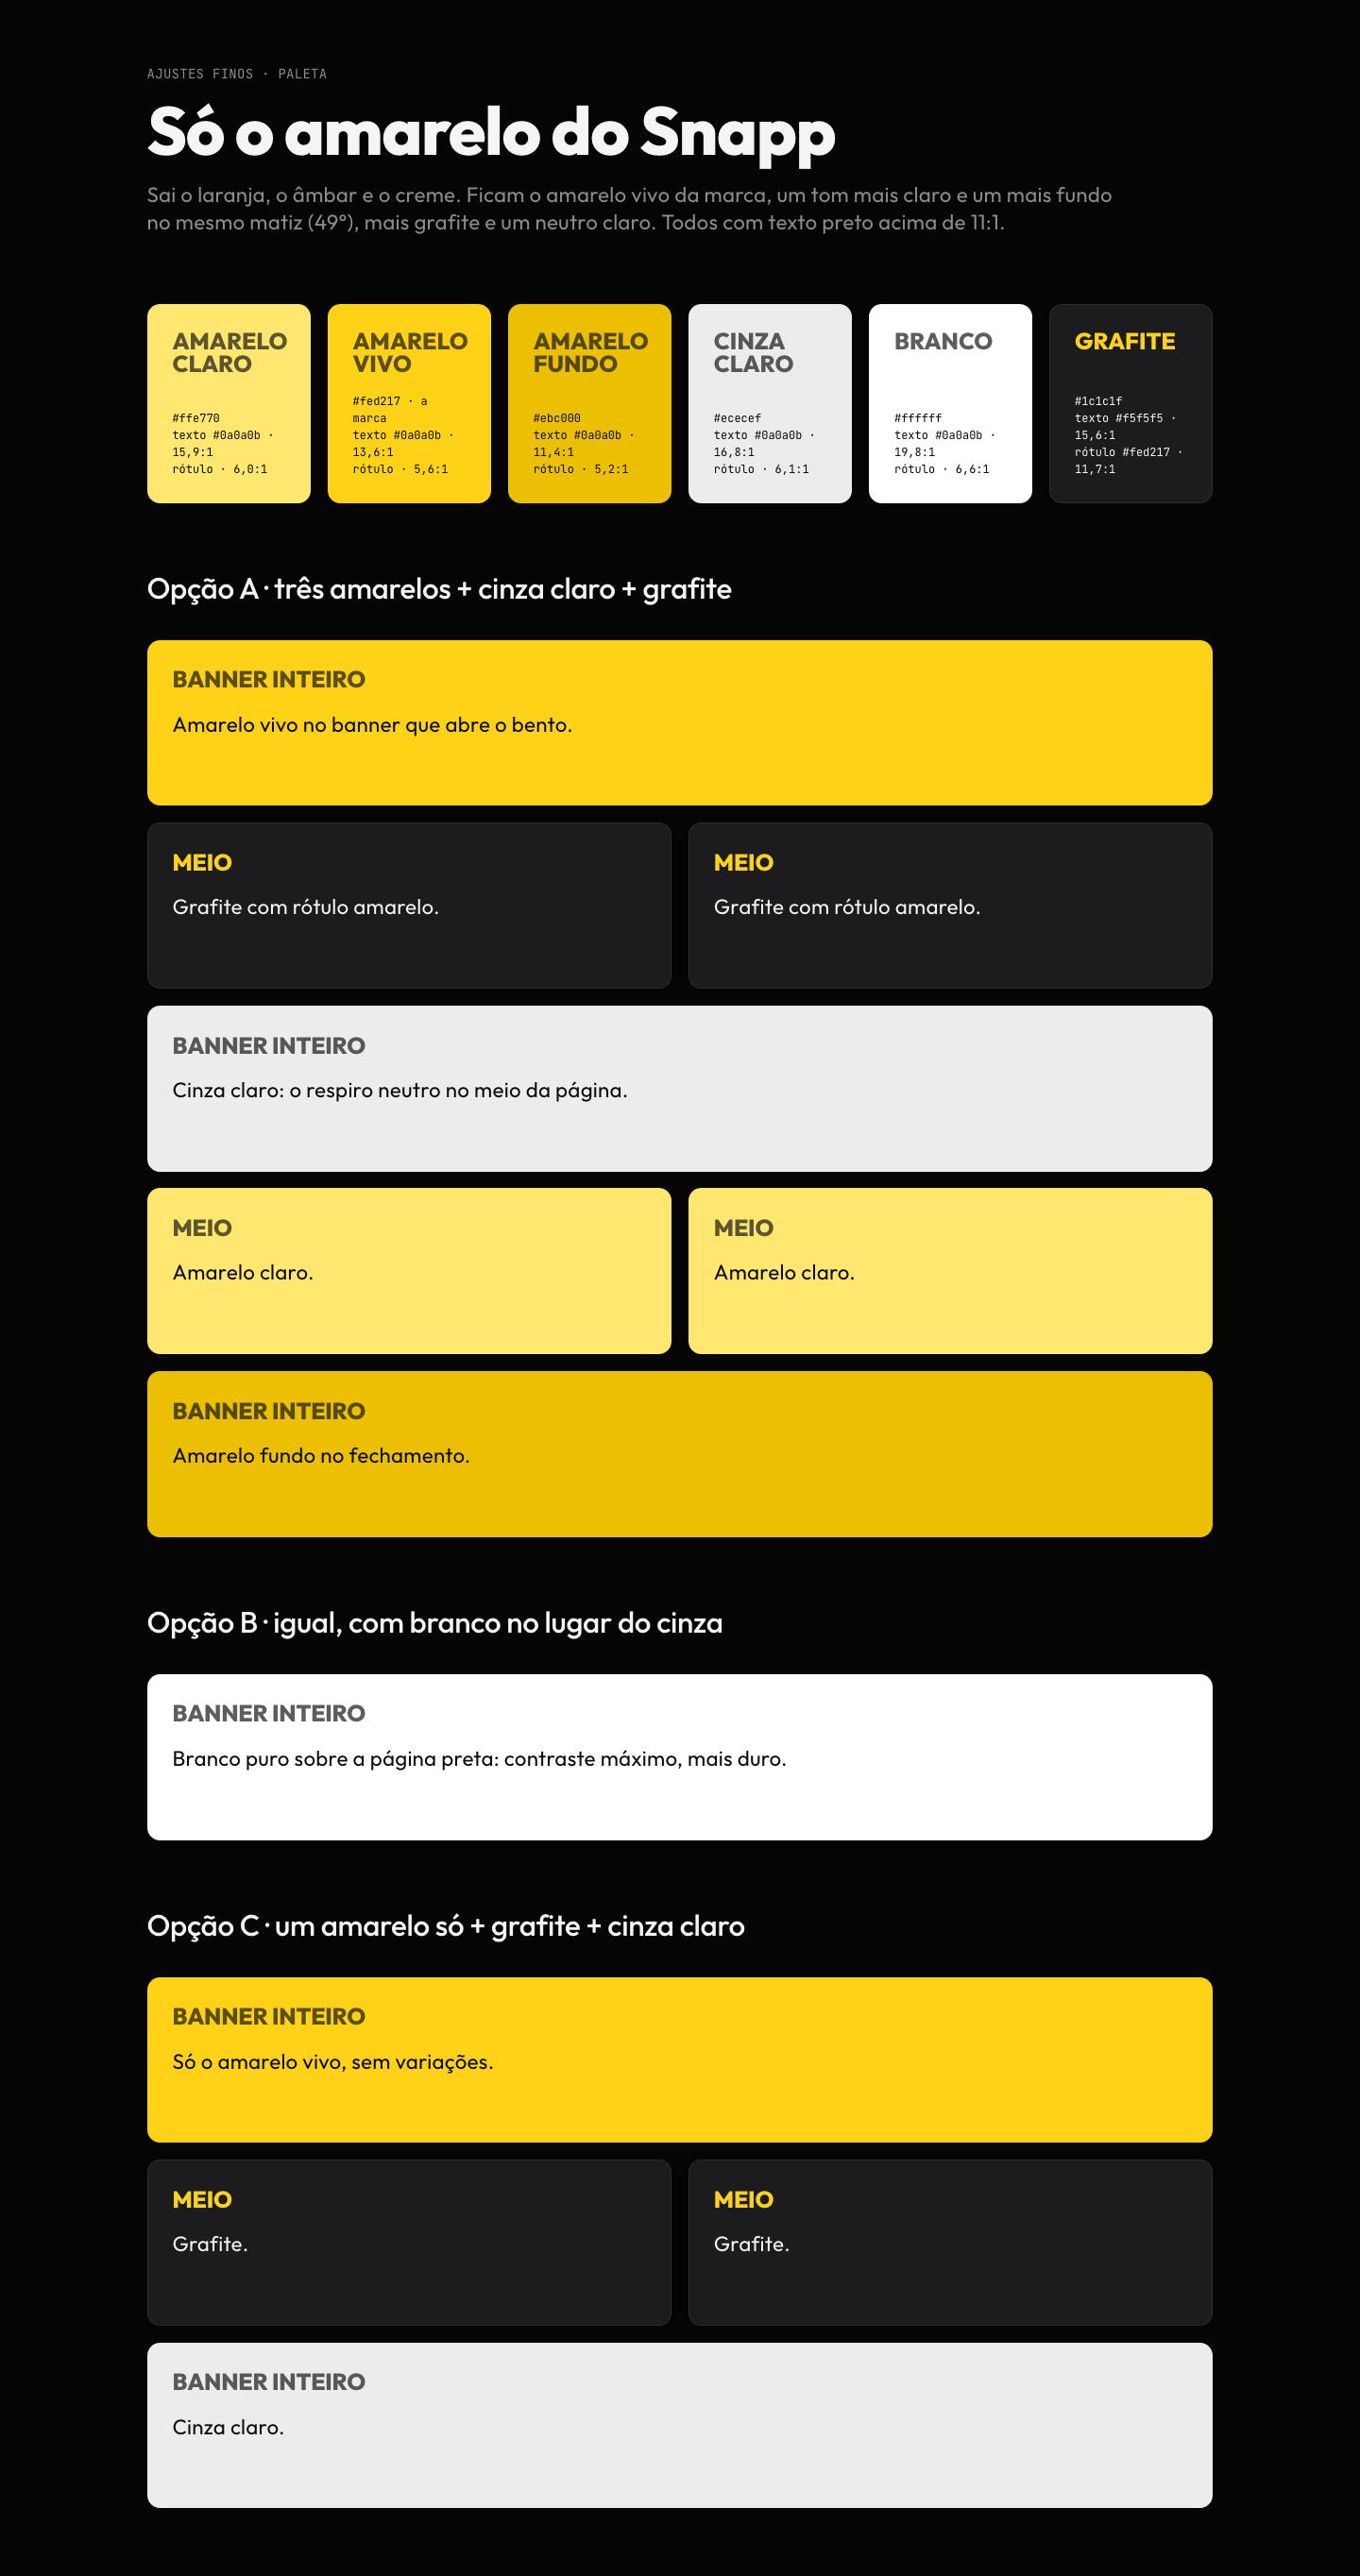 AJUSTES FINOS · PALETA
Só o amarelo do Snapp
Sai o laranja, o âmbar e o creme. Ficam o amarelo vivo da marca, um tom mais claro e um mais fundo
no mesmo matiz (49°), mais grafite e um neutro claro. Todos com texto preto acima de 11:1.
AMARELO
CLARO
#ffe770
texto #0a0a0b ·
15,9:1
rótulo · 6,0:1
AMARELO
VIVO
#fed217 · a
marca
texto #0a0a0b ·
13,6:1
rótulo · 5,6:1
AMARELO
FUNDO
#ebc000
texto #0a0a0b ·
11,4:1
rótulo · 5,2:1
CINZA
CLARO
#ececef
texto #0a0a0b ·
16,8:1
rótulo · 6,1:1
BRANCO
#ffffff
texto #0a0a0b ·
19,8:1
rótulo · 6,6:1
GRAFITE
#1c1c1f
texto #f5f5f5 ·
15,6:1
rótulo #fed217 ·
11,7:1
Opção A · três amarelos + cinza claro + grafite
BANNER INTEIRO
Amarelo vivo no banner que abre o bento.
MEIO
Grafite com rótulo amarelo.
MEIO
Grafite com rótulo amarelo.
BANNER INTEIRO
Cinza claro: o respiro neutro no meio da página.
MEIO
Amarelo claro.
MEIO
Amarelo claro.
BANNER INTEIRO
Amarelo fundo no fechamento.
Opção B · igual, com branco no lugar do cinza
BANNER INTEIRO
Branco puro sobre a página preta: contraste máximo, mais duro.
Opção C · um amarelo só + grafite + cinza claro
BANNER INTEIRO
Só o amarelo vivo, sem variações.
MEIO
Grafite.
MEIO
Grafite.
BANNER INTEIRO
Cinza claro.